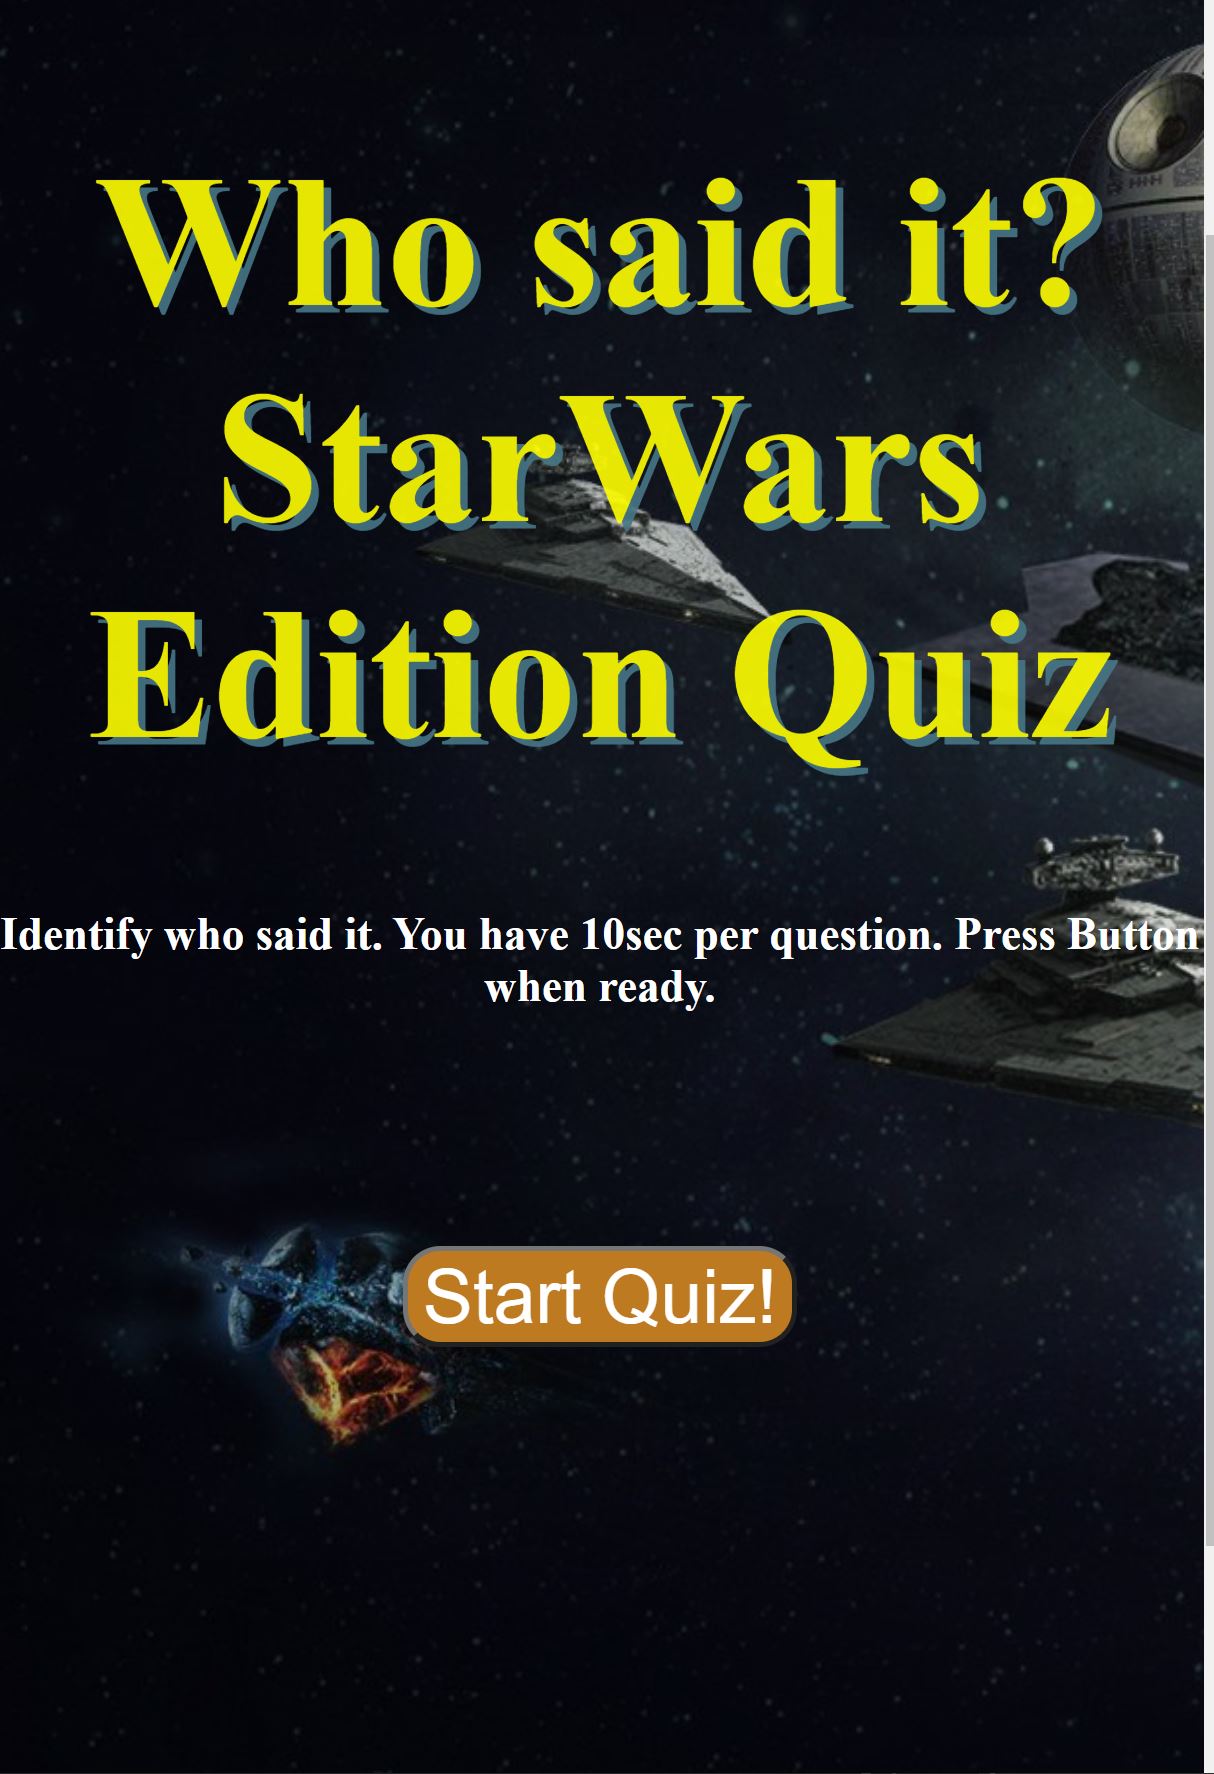 Who said it?
StarWars
Edition Quiz
Identify who said it. You have 10sec per question. Press Button
when ready.
Start Quiz!